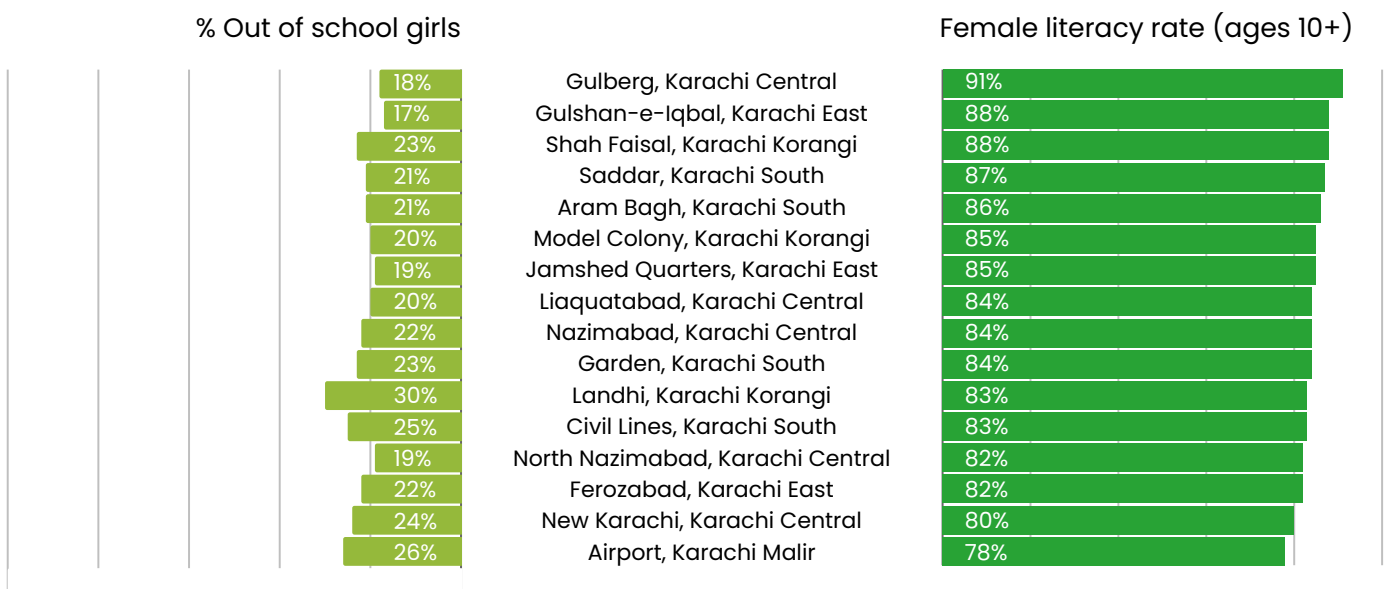 % Out of school girls Female literacy rate (ages 10+)
18% Gulberg, Karachi Central 91%
17% Gulshan-e-Iqbal, Karachi East 88%
23% Shah Faisal, Karachi Korangi 88%
21% Saddar, Karachi South 87%
21% Aram Bagh, Karachi South 86%
20% Model Colony, Karachi Korangi 85%
19% Jamshed Quarters, Karachi East 85%
20% Liaquatabad, Karachi Central 84%
22% Nazimabad, Karachi Central 84%
23% Garden, Karachi South 84%
30% Landhi, Karachi Korangi 83%
25% Civil Lines, Karachi South 83%
19% North Nazimabad, Karachi Central 82%
22% Ferozabad, Karachi East 82%
24% New Karachi, Karachi Central 80%
26% Airport, Karachi Malir 78%